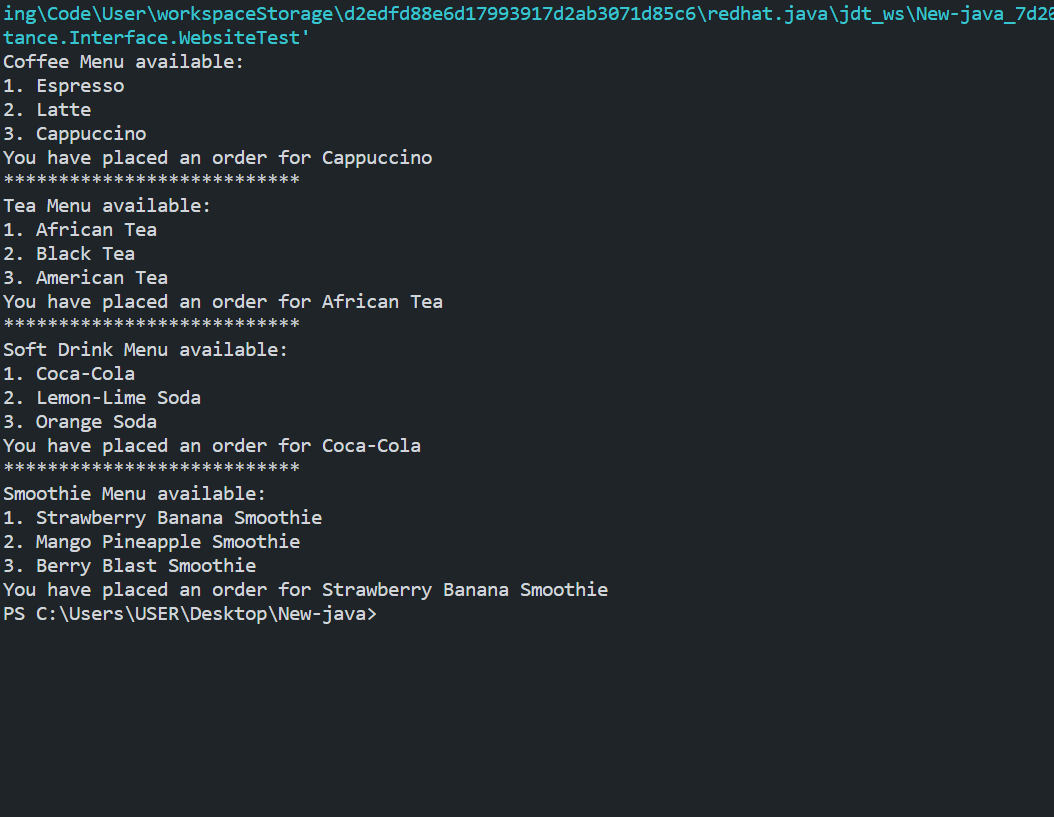 ing\Code\User\workspaceStorage\d2edfd88e6d17993917d2ab3071d85c6\redhat.java\jdt_ws\New-java_7d20
tance.Interface.WebsiteTest'
Coffee Menu available:
1. Espresso
2. Latte
3. Cappuccino
You have placed an order for Cappuccino
***************************
Tea Menu available:
1. African Tea
2. Black Tea
3. American Tea
You have placed an order for African Tea
***************************
Soft Drink Menu available:
1. Coca-Cola
2. Lemon-Lime Soda
3. Orange Soda
You have placed an order for Coca-Cola
***************************
Smoothie Menu available:
1. Strawberry Banana Smoothie
2. Mango Pineapple Smoothie
3. Berry Blast Smoothie
You have placed an order for Strawberry Banana Smoothie
PS C:\Users\USER\Desktop\New-java>